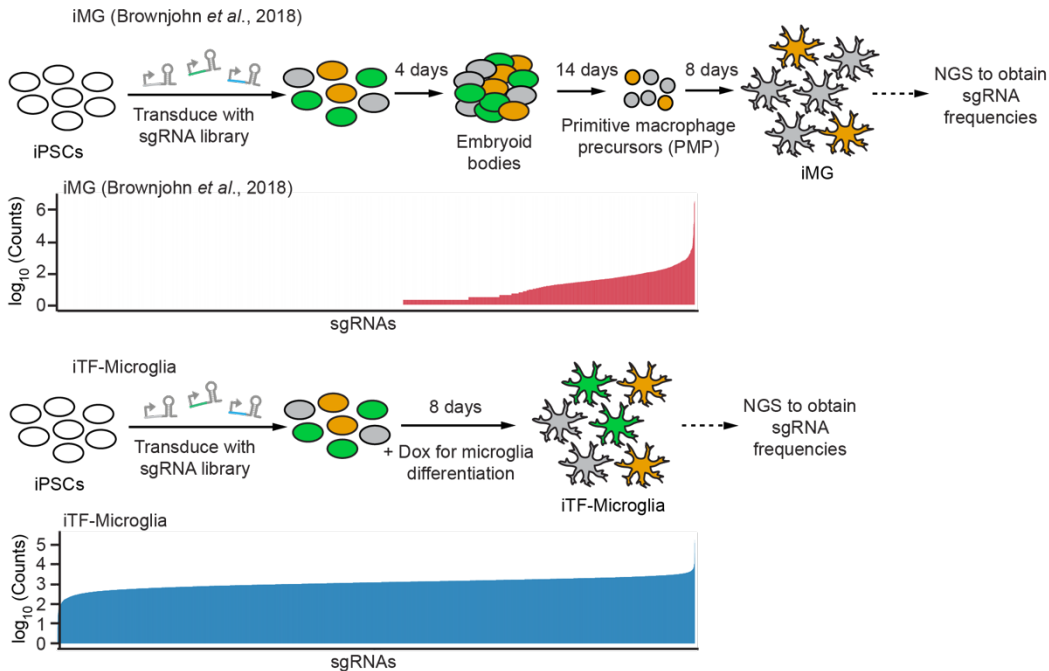 iMG (Brownjohn et al., 2018)
iPSCs
Transduce with
sgRNA library
4 days
Embryoid
bodies
14 days
Primitive macrophage
precursors (PMP)
8 days
iMG
NGS to obtain
sgRNA
frequencies
iMG (Brownjohn et al., 2018)
log10 (Counts)
6
4
2
0
sgRNAs
iTF-Microglia
iPSCs
Transduce with
sgRNA library
8 days
+ Dox for microglia
differentiation
iTF-Microglia
NGS to obtain
sgRNA
frequencies
iTF-Microglia
log10 (Counts)
5
4
3
2
1
0
sgRNAs